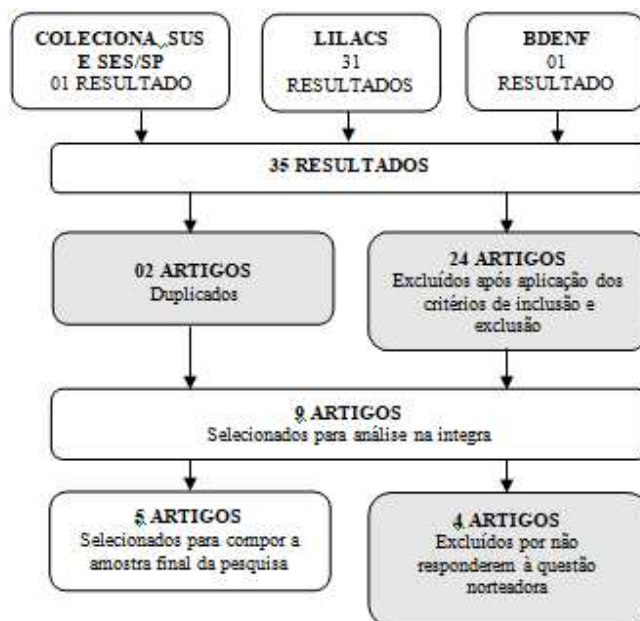 COLECIONA, SUS
E SES/SP
01 RESULTADO
LILACS
31
RESULTADOS
BDENF
01
RESULTADO
35 RESULTADOS
02 ARTIGOS
Duplicados
24 ARTIGOS
Excluídos após aplicação dos
critérios de inclusão e
exclusão
9 ARTIGOS
Selecionados para análise na integra
5 ARTIGOS
Selecionados para compor a
amostra final da pesquisa
4 ARTIGOS
Excluídos por não
responderem à questão
norteadora